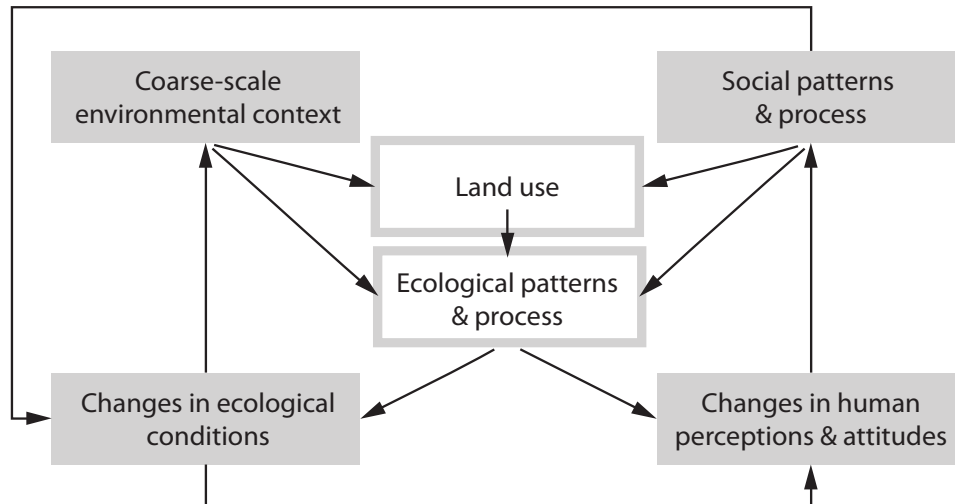 Coarse-scale
environmental context
Social patterns
& process
Land use
Ecological patterns
& process
Changes in ecological
conditions
Changes in human
perceptions & attitudes